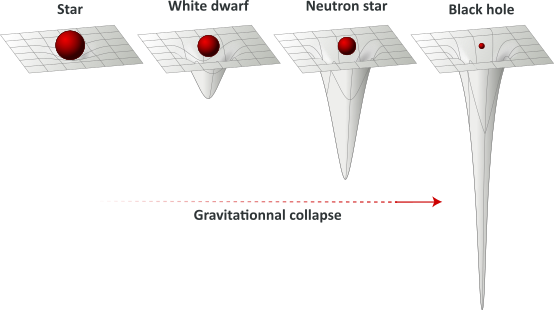 Star
White dwarf
Neutron star
Black hole
Gravitationnal collapse